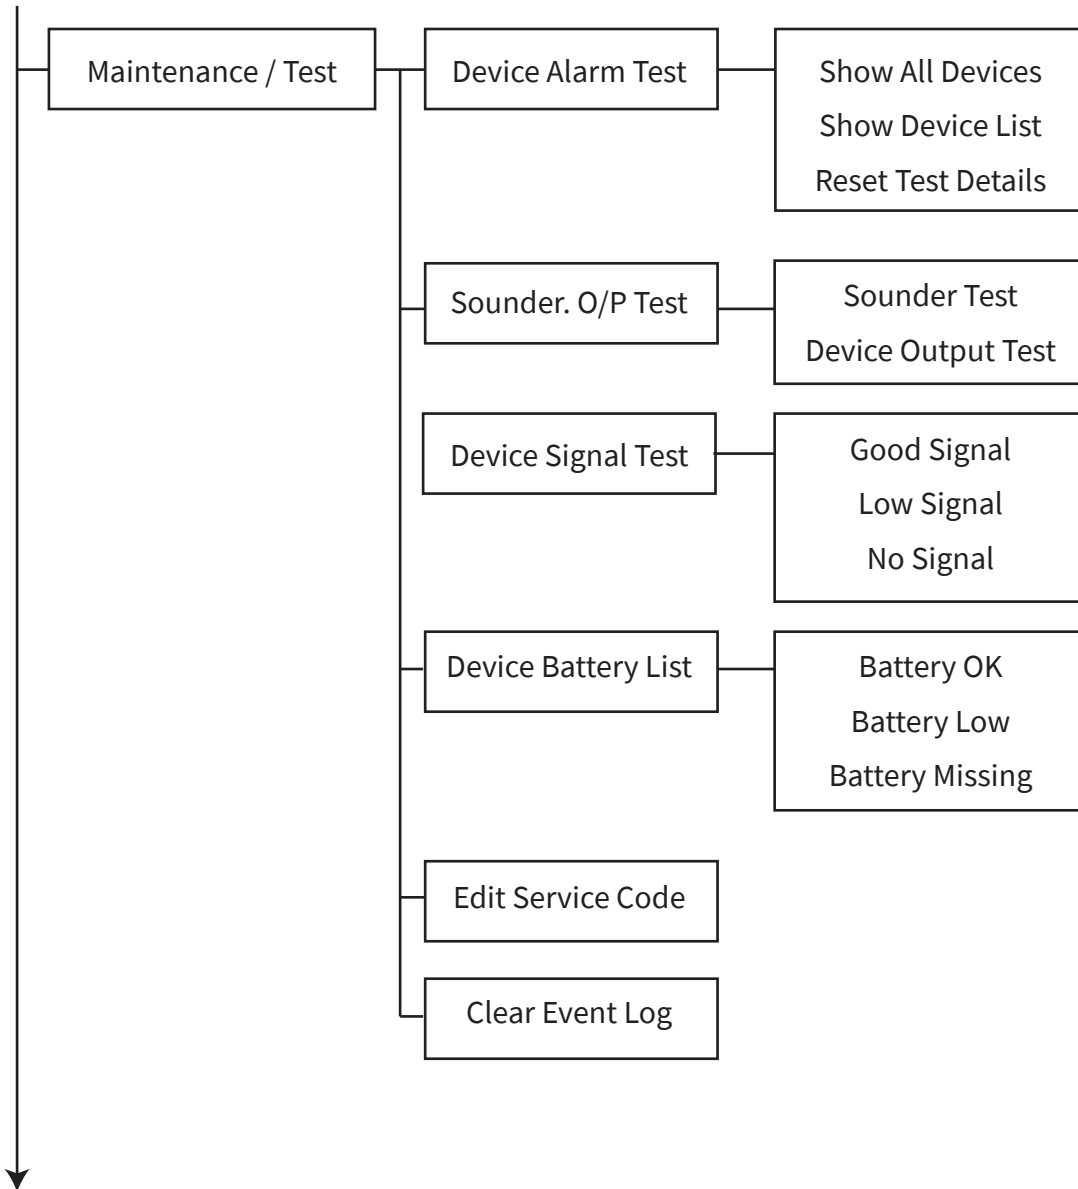 Maintenance / Test
Device Alarm Test
Show All Devices
Show Device List
Reset Test Details
Sounder. O/P Test
Sounder Test
Device Output Test
Device Signal Test
Good Signal
Low Signal
No Signal
Device Battery List
Battery OK
Battery Low
Battery Missing
Edit Service Code
Clear Event Log